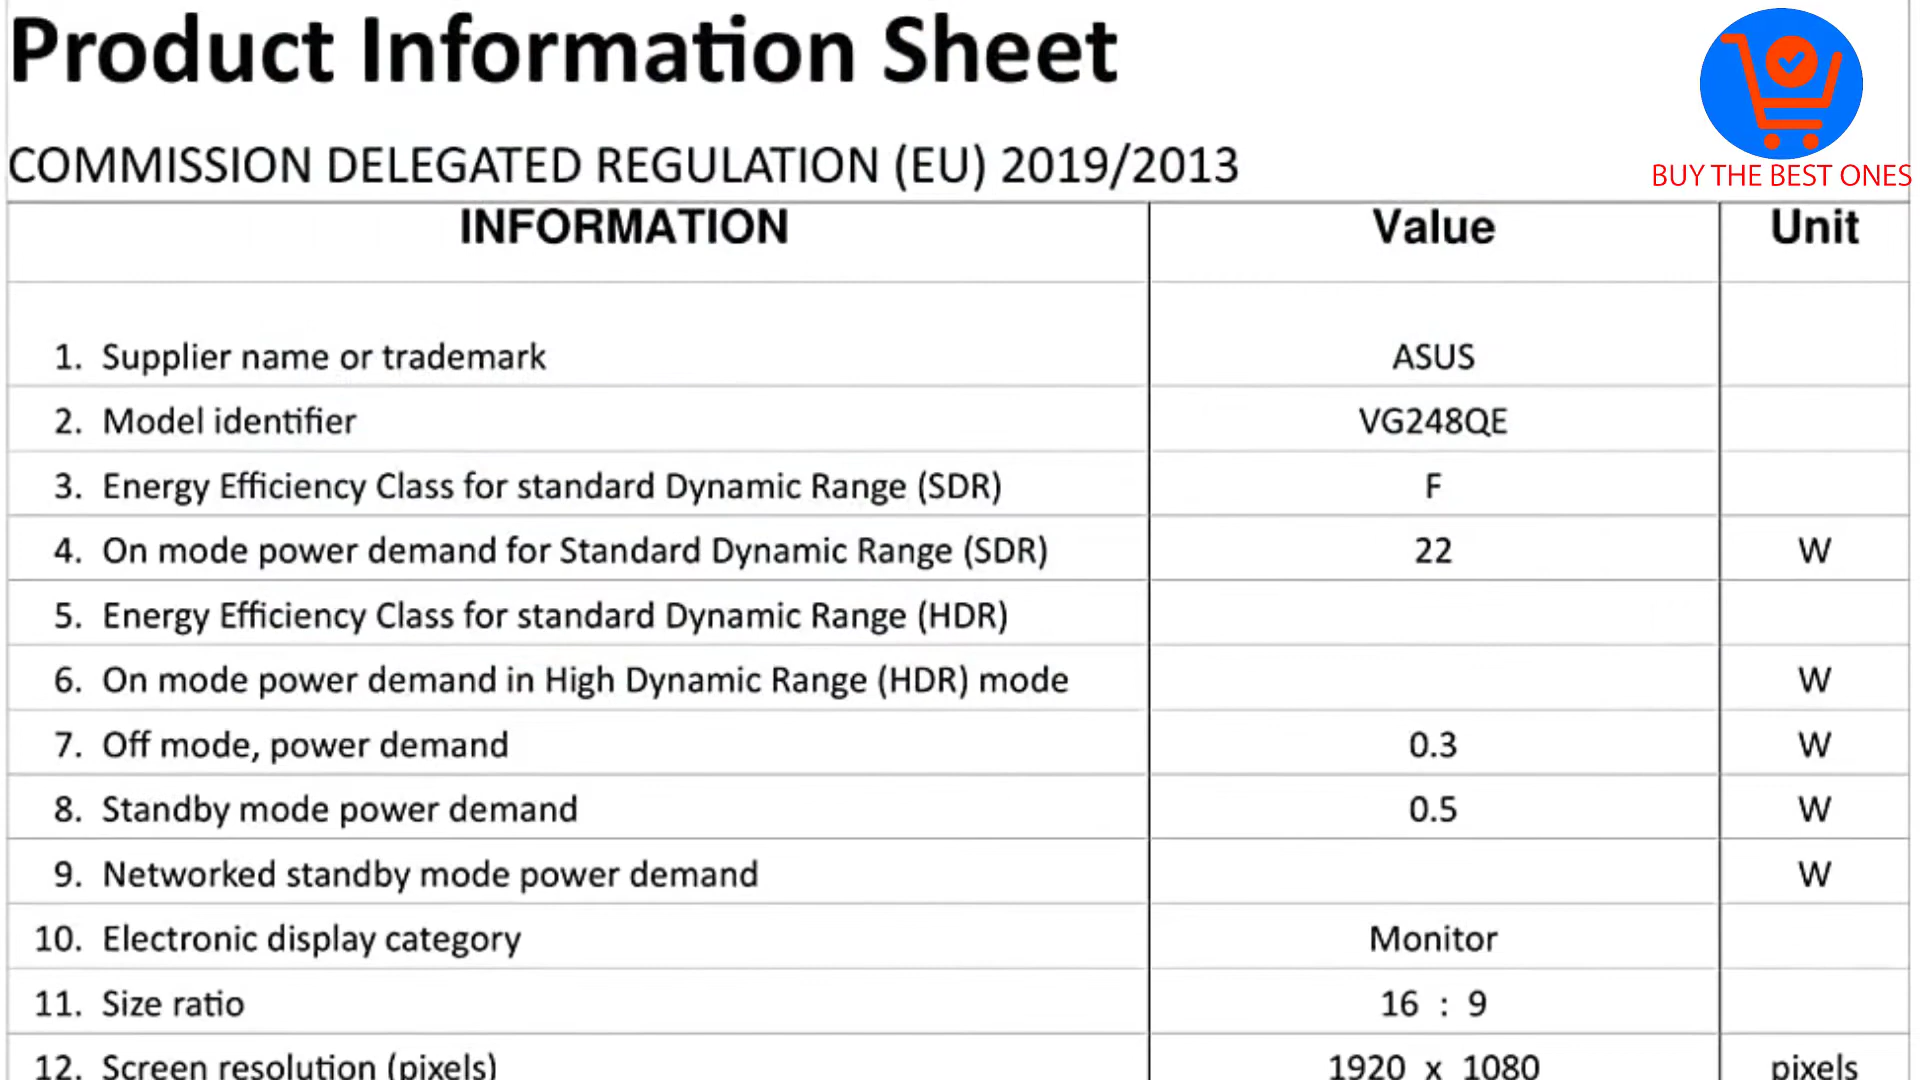 Product Information Sheet
BUY THE BEST ONES
COMMISSION DELEGATED REGULATION (EU) 2019/2013
INFORMATION Value Unit
1. Supplier name or trademark ASUS
2. Model identifier VG248QE
3. Energy Efficiency Class for standard Dynamic Range (SDR) F
4. On mode power demand for Standard Dynamic Range (SDR) 22 W
5. Energy Efficiency Class for standard Dynamic Range (HDR)
6. On mode power demand in High Dynamic Range (HDR) mode W
7. Off mode, power demand 0.3 W
8. Standby mode power demand 0.5 W
9. Networked standby mode power demand W
10. Electronic display category Monitor
11. Size ratio 16 : 9
12. Screen resolution (pixels) 1920 x 1080 pixels